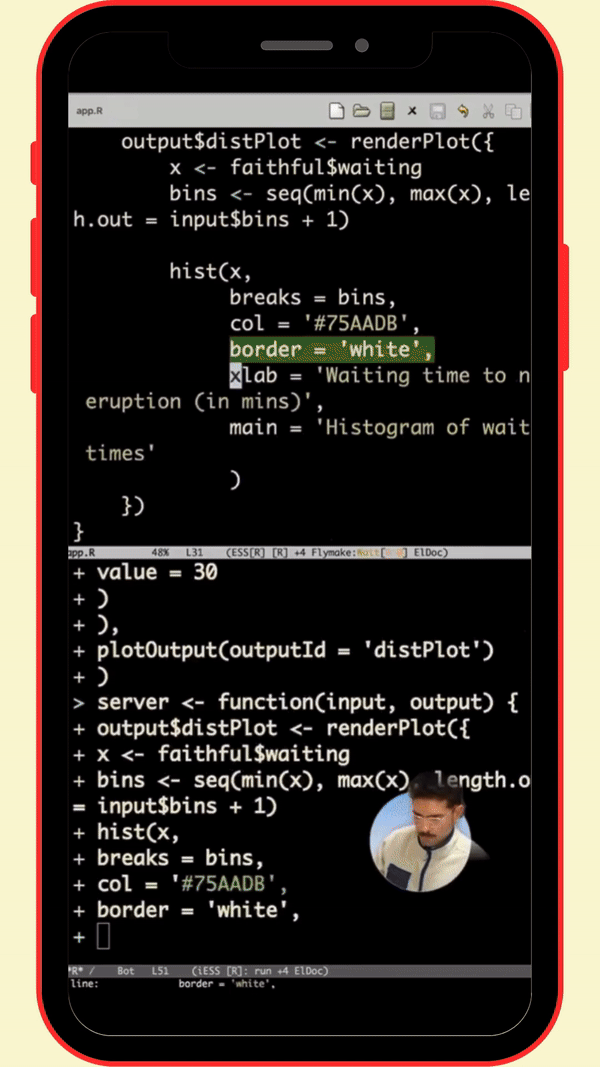 app.R
output$distPlot <- renderPlot({
x <- faithful$waiting
bins <- seq(min(x), max(x), le
h.out = input$bins + 1)
hist(x,
breaks = bins,
col = '#75AADB',
border = 'white',
xlab = 'Waiting time to n
eruption (in mins)',
main = 'Histogram of wait
times'
)
})
}
app.R 48% L31 (ESS[R] [R] +4 Flymake:Wait[ ] ElDoc)
+ value = 30
+ )
+ ),
+ plotOutput(outputId = 'distPlot')
+ )
> server <- function(input, output) {
+ output$distPlot <- renderPlot({
+ x <- faithful$waiting
+ bins <- seq(min(x), max(x), length.o
= input$bins + 1)
+ hist(x,
+ breaks = bins,
+ col = '#75AADB',
+ border = 'white',
+
*R* / Bot L51 (iESS [R]: run +4 ElDoc)
line: border = 'white',